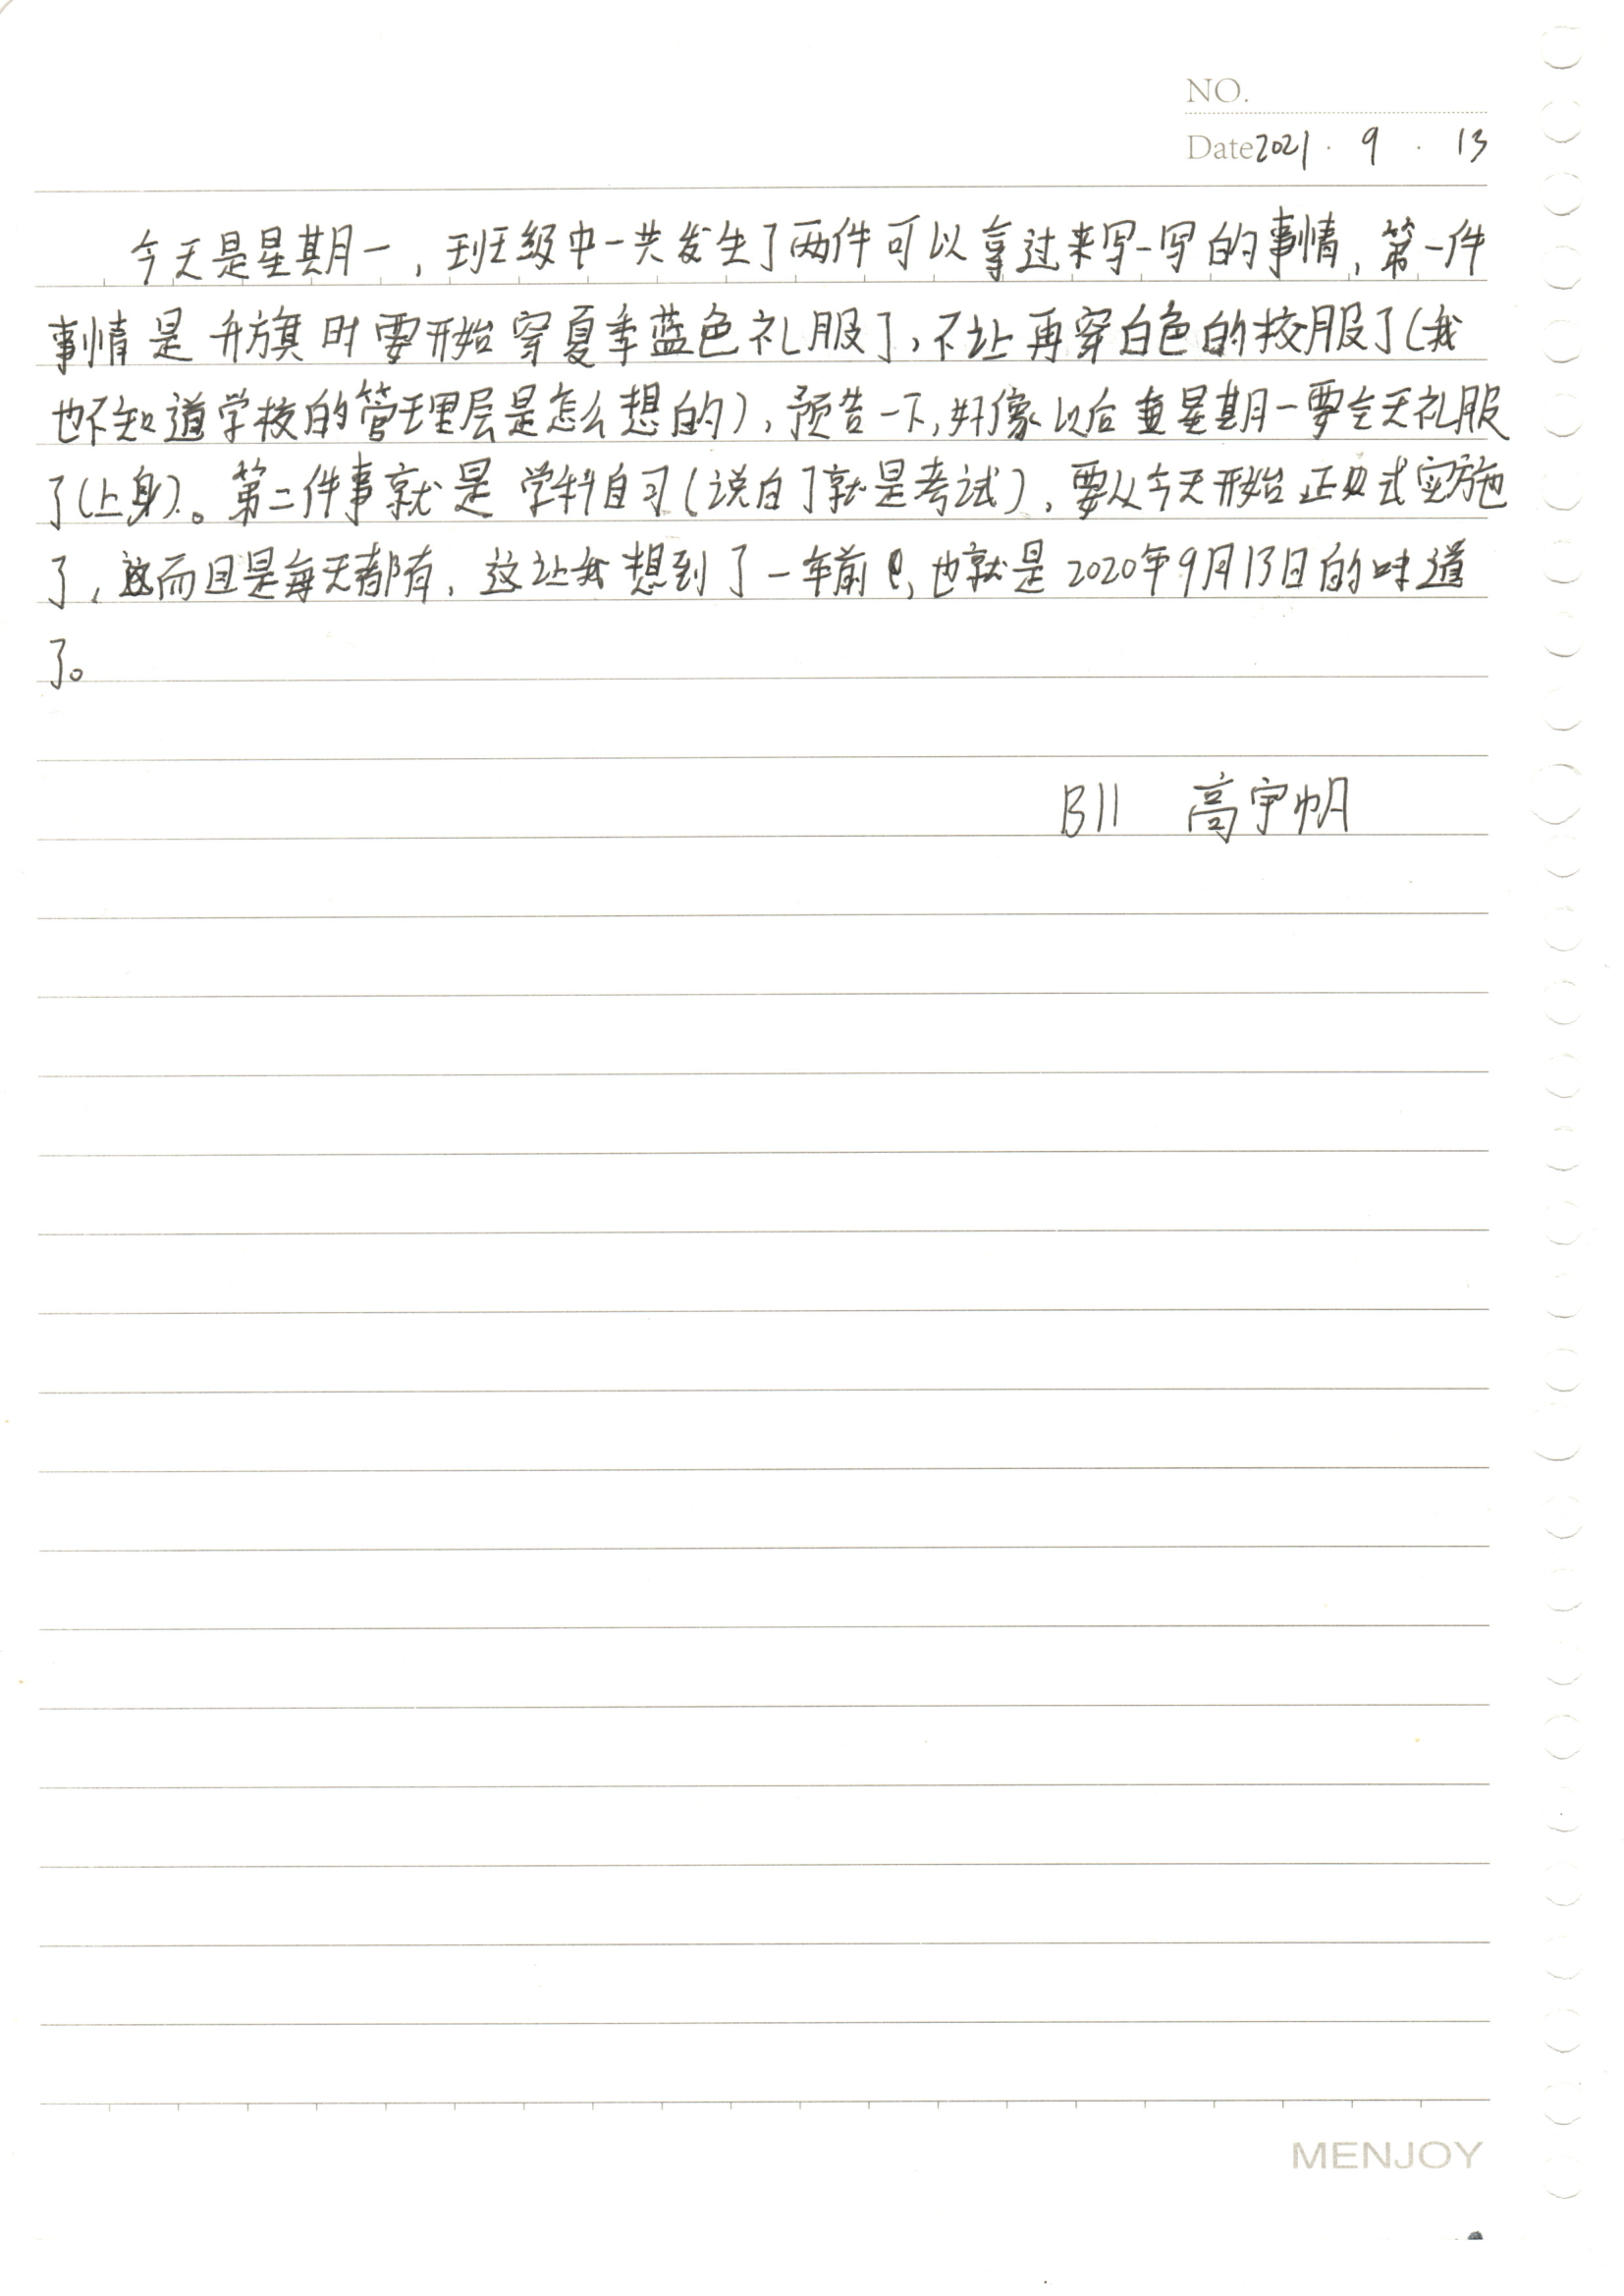 NO.
Date 2021 . 9 . 13
今天是星期一，班级中一共发生了两件可以拿过来写一写的事情，第一件
事情是升旗时要开始穿夏季蓝色礼服了，不让再穿白色的校服了（我
也不知道学校的管理层是怎么想的），预告一下，好像以后星期一要全天礼服
了（上身）。第二件事就是学科自习（说白了就是考试），要从今天开始正式实施
了，而且是每天都有，这让我想到了一年前，也就是2020年9月13日的味道
了。
B11 高宇帆
MENJOY